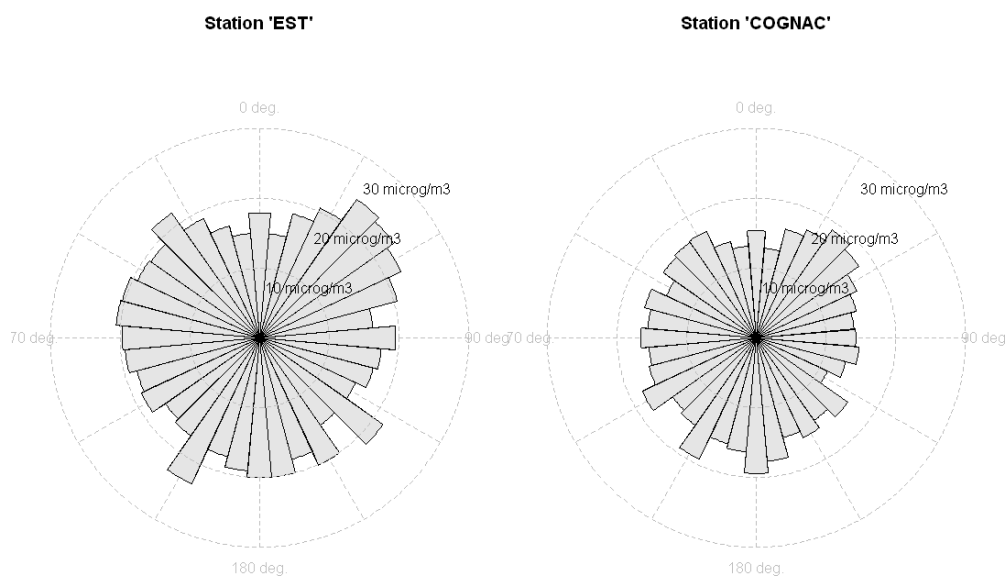 Station 'EST'
Station 'COGNAC'
0 deg.
0 deg.
30 microg/m3
30 microg/m3
20 microg/m3
20 microg/m3
10 microg/m3
10 microg/m3
70 deg.
90 deg.
70 deg.
90 deg.
180 deg.
180 deg.